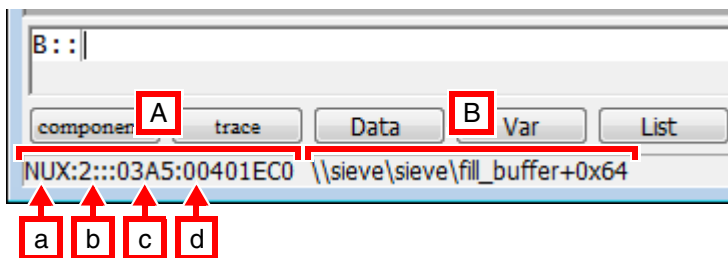 B::
A B
componen trace Data Var List
NUX:2:::03A5:00401EC0 \\sieve\sieve\fill_buffer+0x64
a b c d